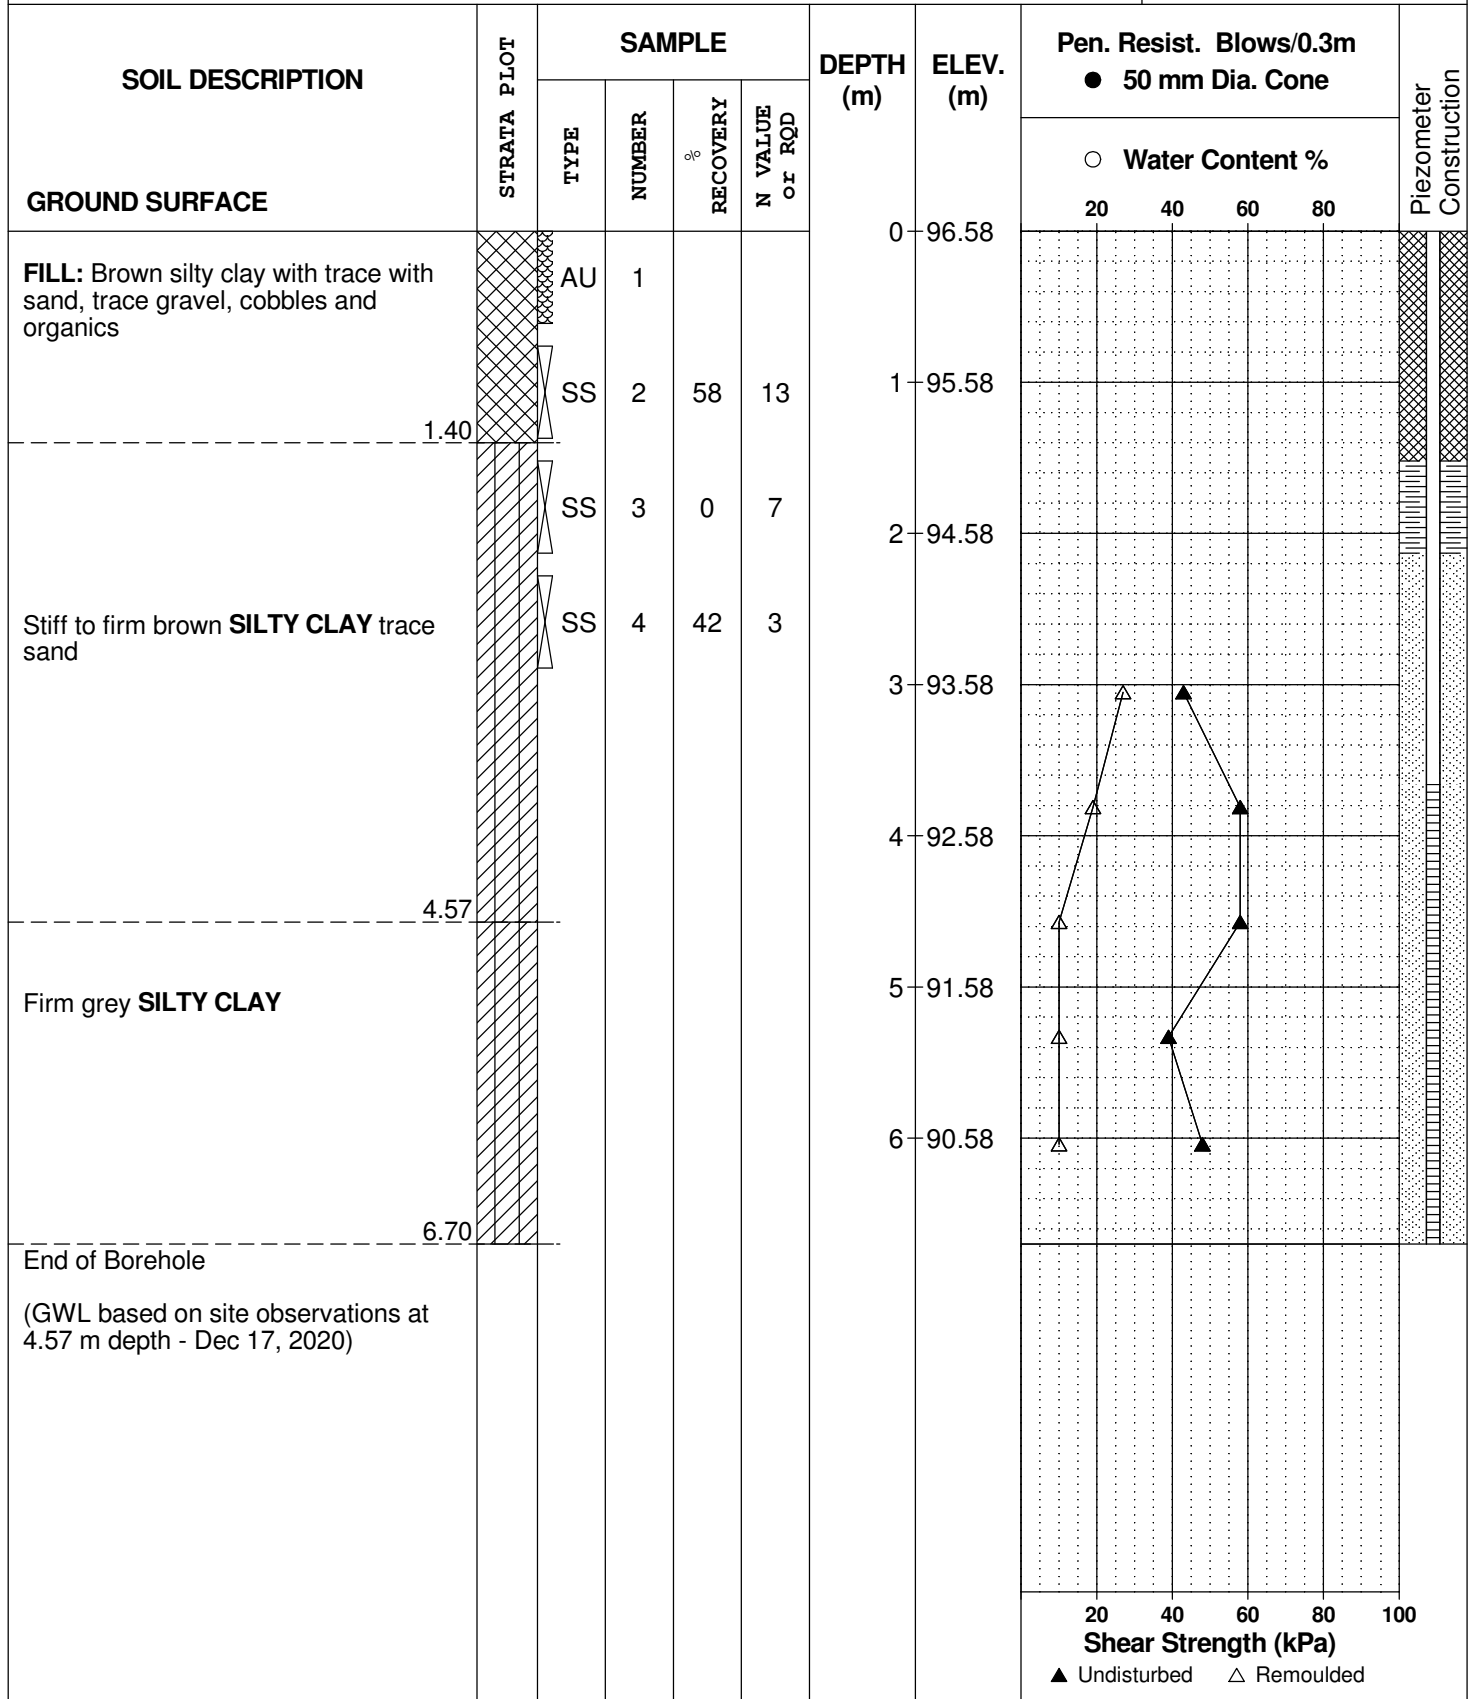 SOIL DESCRIPTION
GROUND SURFACE
STRATA PLOT
SAMPLE
TYPE
NUMBER
% RECOVERY
N VALUE or RQD
DEPTH
(m)
ELEV.
(m)
Pen. Resist. Blows/0.3m
● 50 mm Dia. Cone
○ Water Content %
20 40 60 80
Piezometer
Construction
0 96.58
FILL: Brown silty clay with trace with
sand, trace gravel, cobbles and
organics
AU 1
1 95.58
SS 2 58 13
1.40
SS 3 0 7
2 94.58
Stiff to firm brown SILTY CLAY trace
sand
SS 4 42 3
3 93.58
4 92.58
4.57
5 91.58
Firm grey SILTY CLAY
6 90.58
6.70
End of Borehole
(GWL based on site observations at
4.57 m depth - Dec 17, 2020)
20 40 60 80 100
Shear Strength (kPa)
▲ Undisturbed △ Remoulded